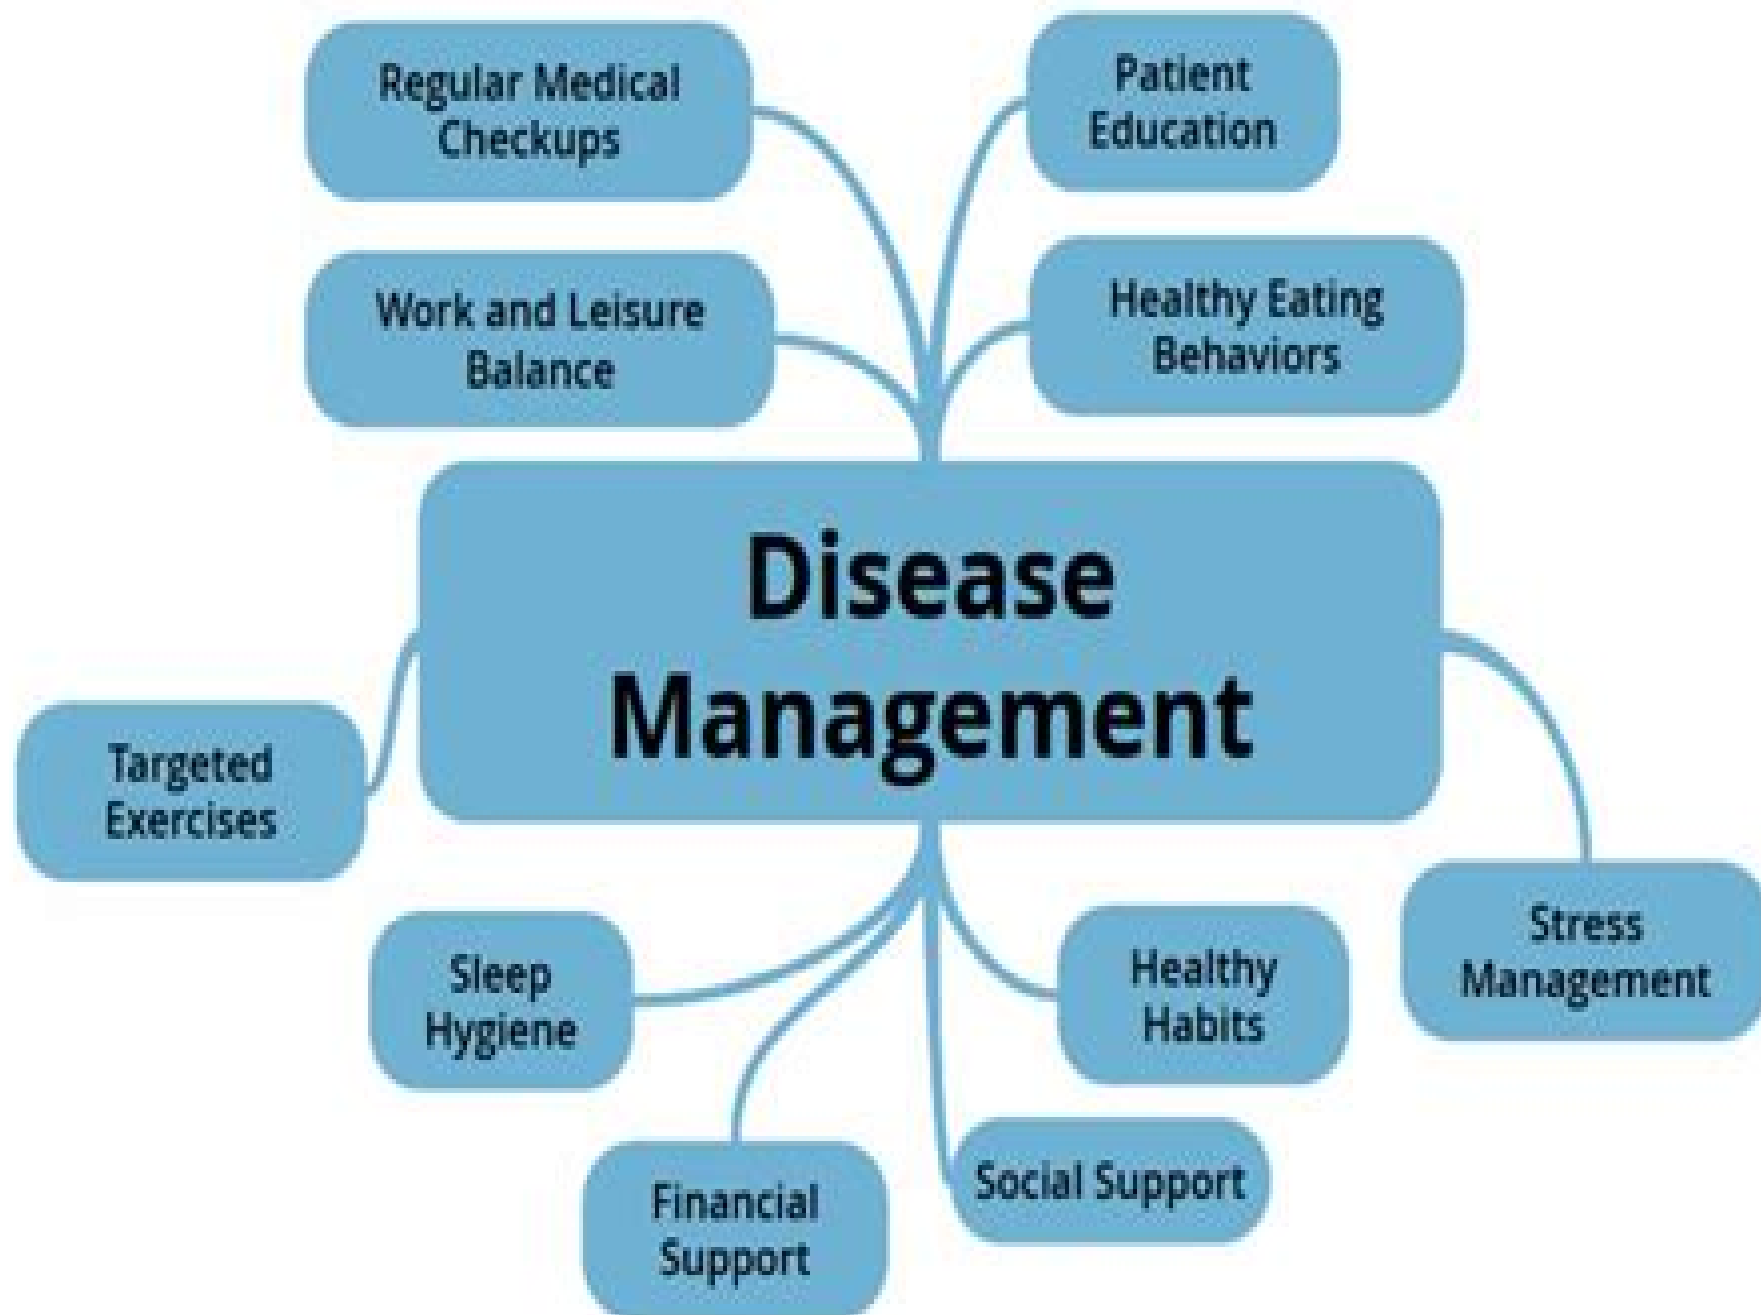 Regular Medical
Checkups
Patient
Education
Work and Leisure
Balance
Healthy Eating
Behaviors
Disease
Management
Targeted
Exercises
Stress
Management
Sleep
Hygiene
Healthy
Habits
Financial
Support
Social Support